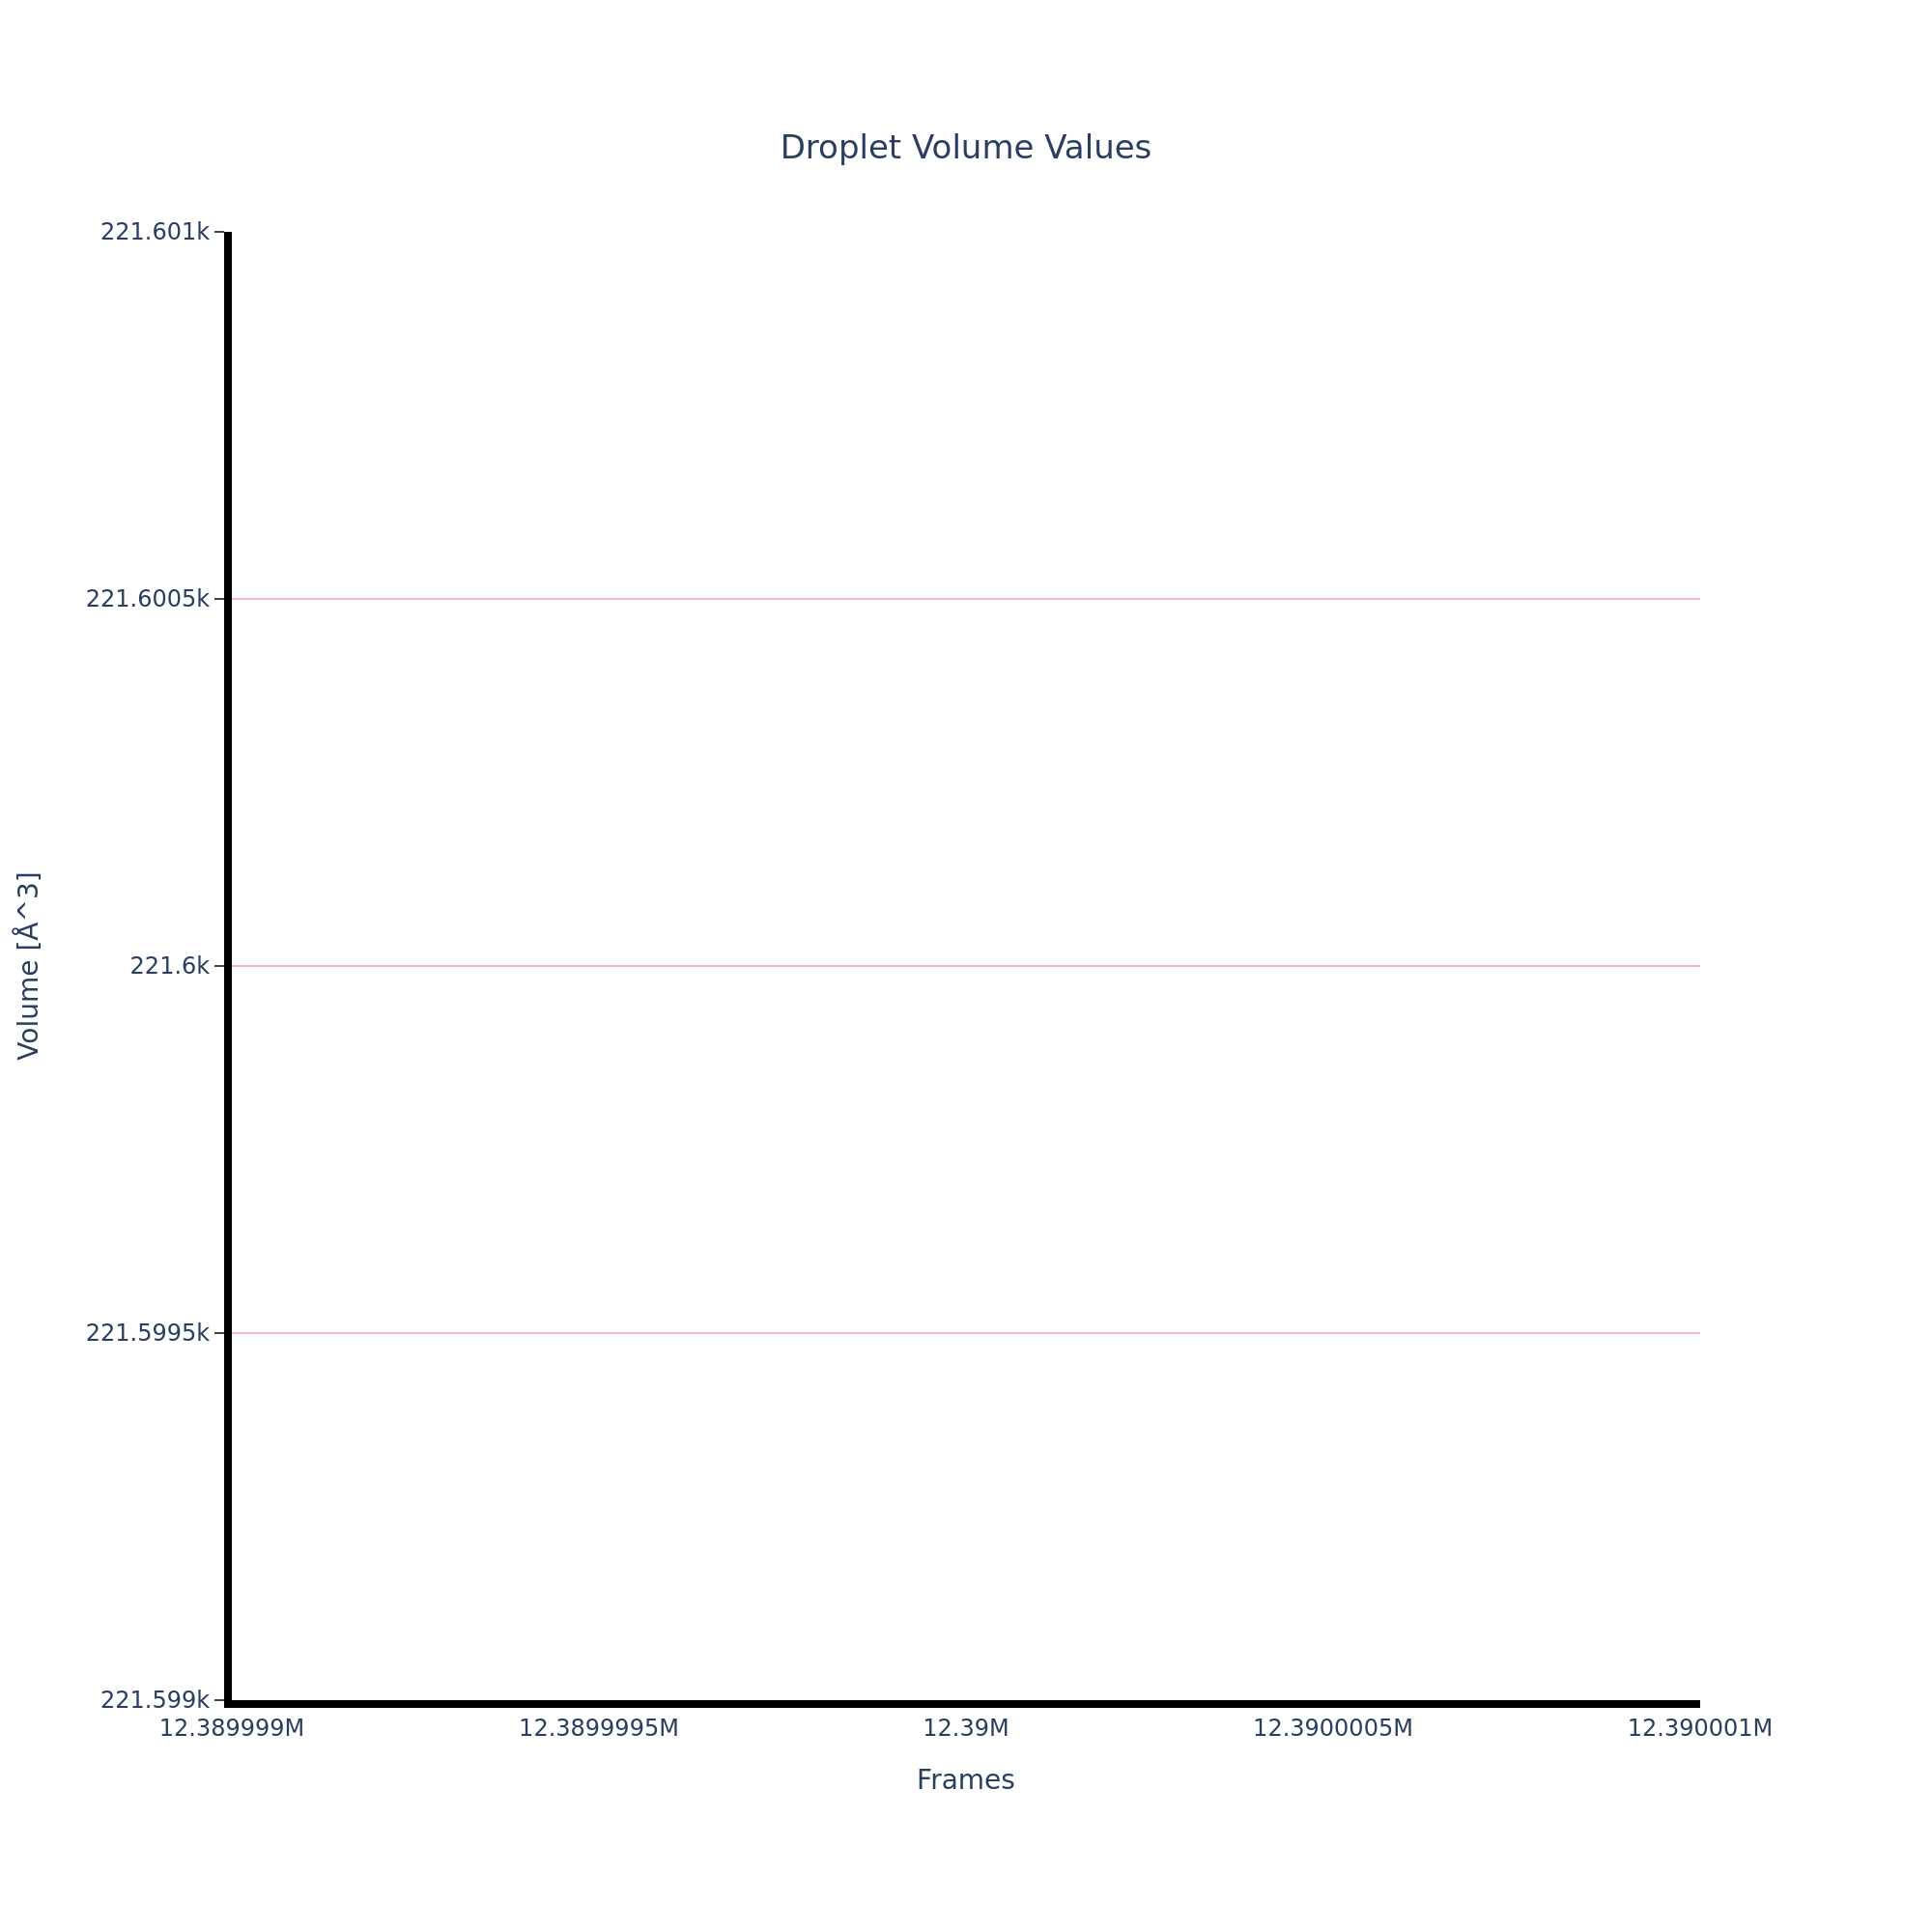 Droplet Volume Values
221.601k
221.6005k
221.6k
221.5995k
221.599k
Volume [Å^3]
12.389999M
12.3899995M
12.39M
12.3900005M
12.390001M
Frames